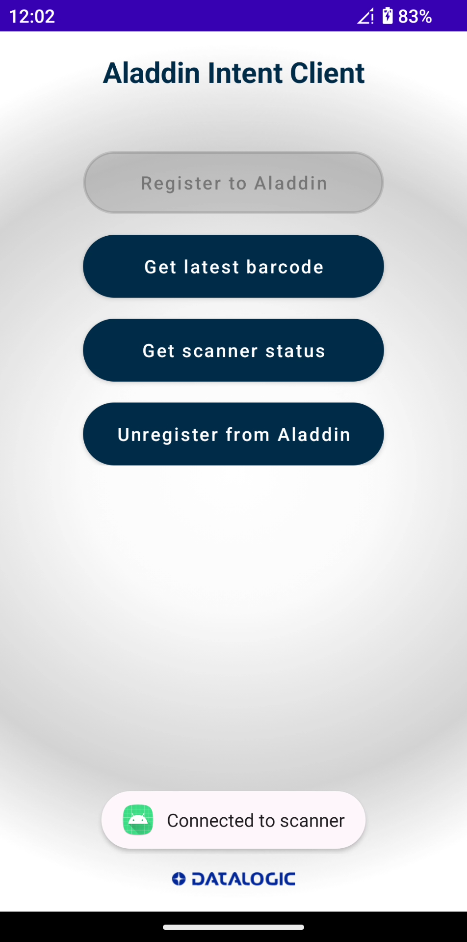 12:02
83%
Aladdin Intent Client
Register to Aladdin
Get latest barcode
Get scanner status
Unregister from Aladdin
Connected to scanner
DATALOGIC